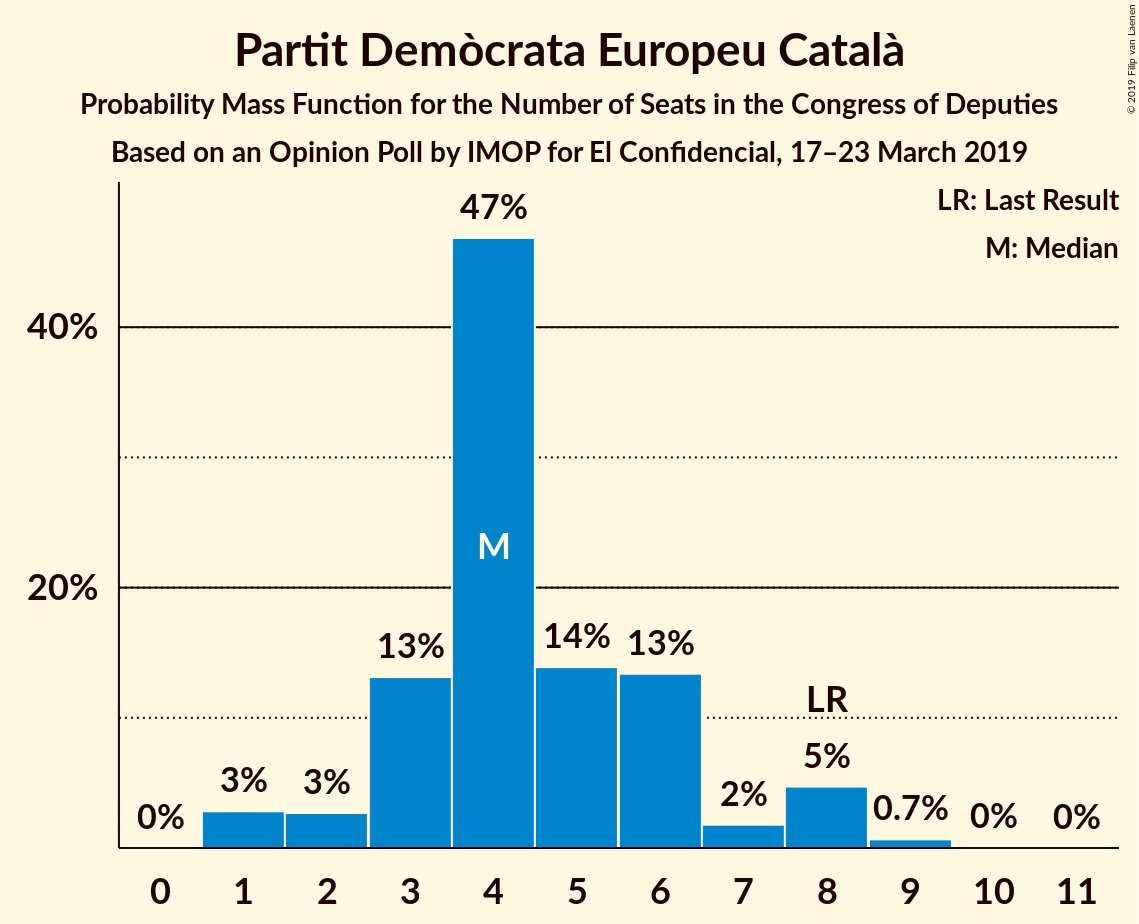 Partit Demòcrata Europeu Català
Probability Mass Function for the Number of Seats in the Congress of Deputies
Based on an Opinion Poll by IMOP for El Confidencial, 17–23 March 2019
© 2019 Filip van Laenen
LR: Last Result
M: Median
47%
40%
M
20%
13%
14%
13%
LR
5%
3%
3%
2%
0.7%
0%
0%
0%
0 1 2 3 4 5 6 7 8 9 10 11